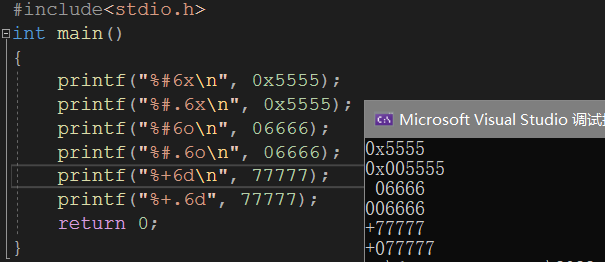 #include<stdio.h>
int main()
{
printf("%#6x\n", 0x5555);
printf("%#.6x\n", 0x5555);
printf("%#6o\n", 06666);
printf("%#.6o\n", 06666);
printf("%+6d\n", 77777);
printf("%+.6d", 77777);
return 0;
}
Microsoft Visual Studio 调试
0x5555
0x005555
 06666
006666
+77777
+077777